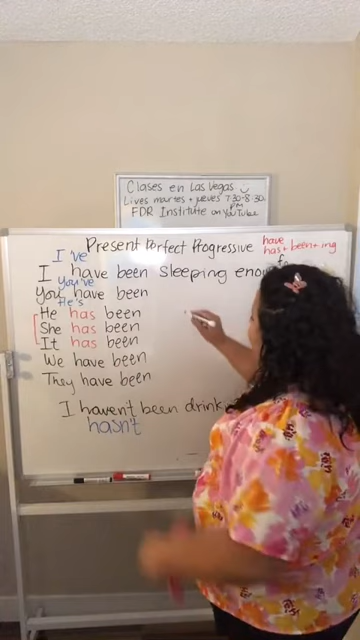 Clases en Las Vegas
Lives martes + jueves 7:30-8:30
PM
FDR Institute on YouTube
Present Perfect Progressive
have
has + been + ing
I've
I have been sleeping
You've
You have been
He's
He has been
She has been
It has been
We have been
They have been
I haven't been
hasn't